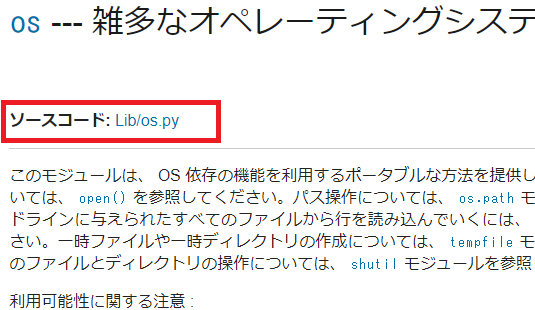 os --- 雑多なオペレーティングシステ
ソースコード: Lib/os.py
このモジュールは、 OS 依存の機能を利用するポータブルな方法を提供し
いては、 open() を参照してください。パス操作については、 os.path モ
ドラインに与えられたすべてのファイルから行を読み込んでいくには、
さい。一時ファイルや一時ディレクトリの作成については、 tempfile モ
のファイルとディレクトリの操作については、 shutil モジュールを参照
利用可能性に関する注意 :